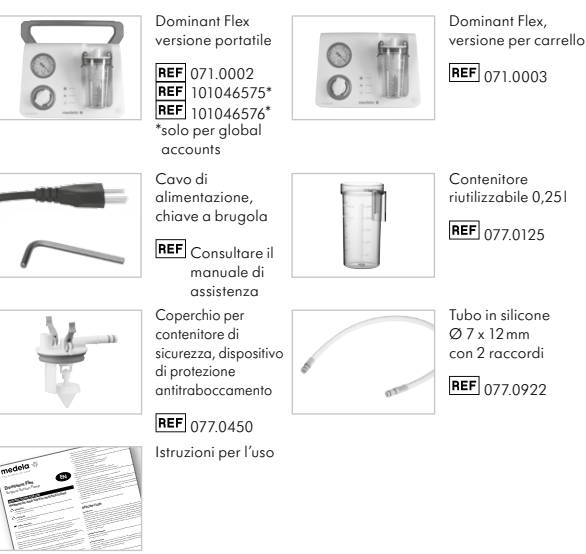 Dominant Flex
versione portatile
REF 071.0002
REF 101046575*
REF 101046576*
*solo per global
accounts
Dominant Flex,
versione per carrello
REF 071.0003
Cavo di
alimentazione,
chiave a brugola
REF Consultare il
manuale di
assistenza
Contenitore
riutilizzabile 0,25l
REF 077.0125
Coperchio per
contenitore di
sicurezza, dispositivo
di protezione
antitraboccamento
REF 077.0450
Tubo in silicone
Ø 7 x 12 mm
con 2 raccordi
REF 077.0922
Istruzioni per l'uso
medela
Dominant Flex
EN
medela
medela